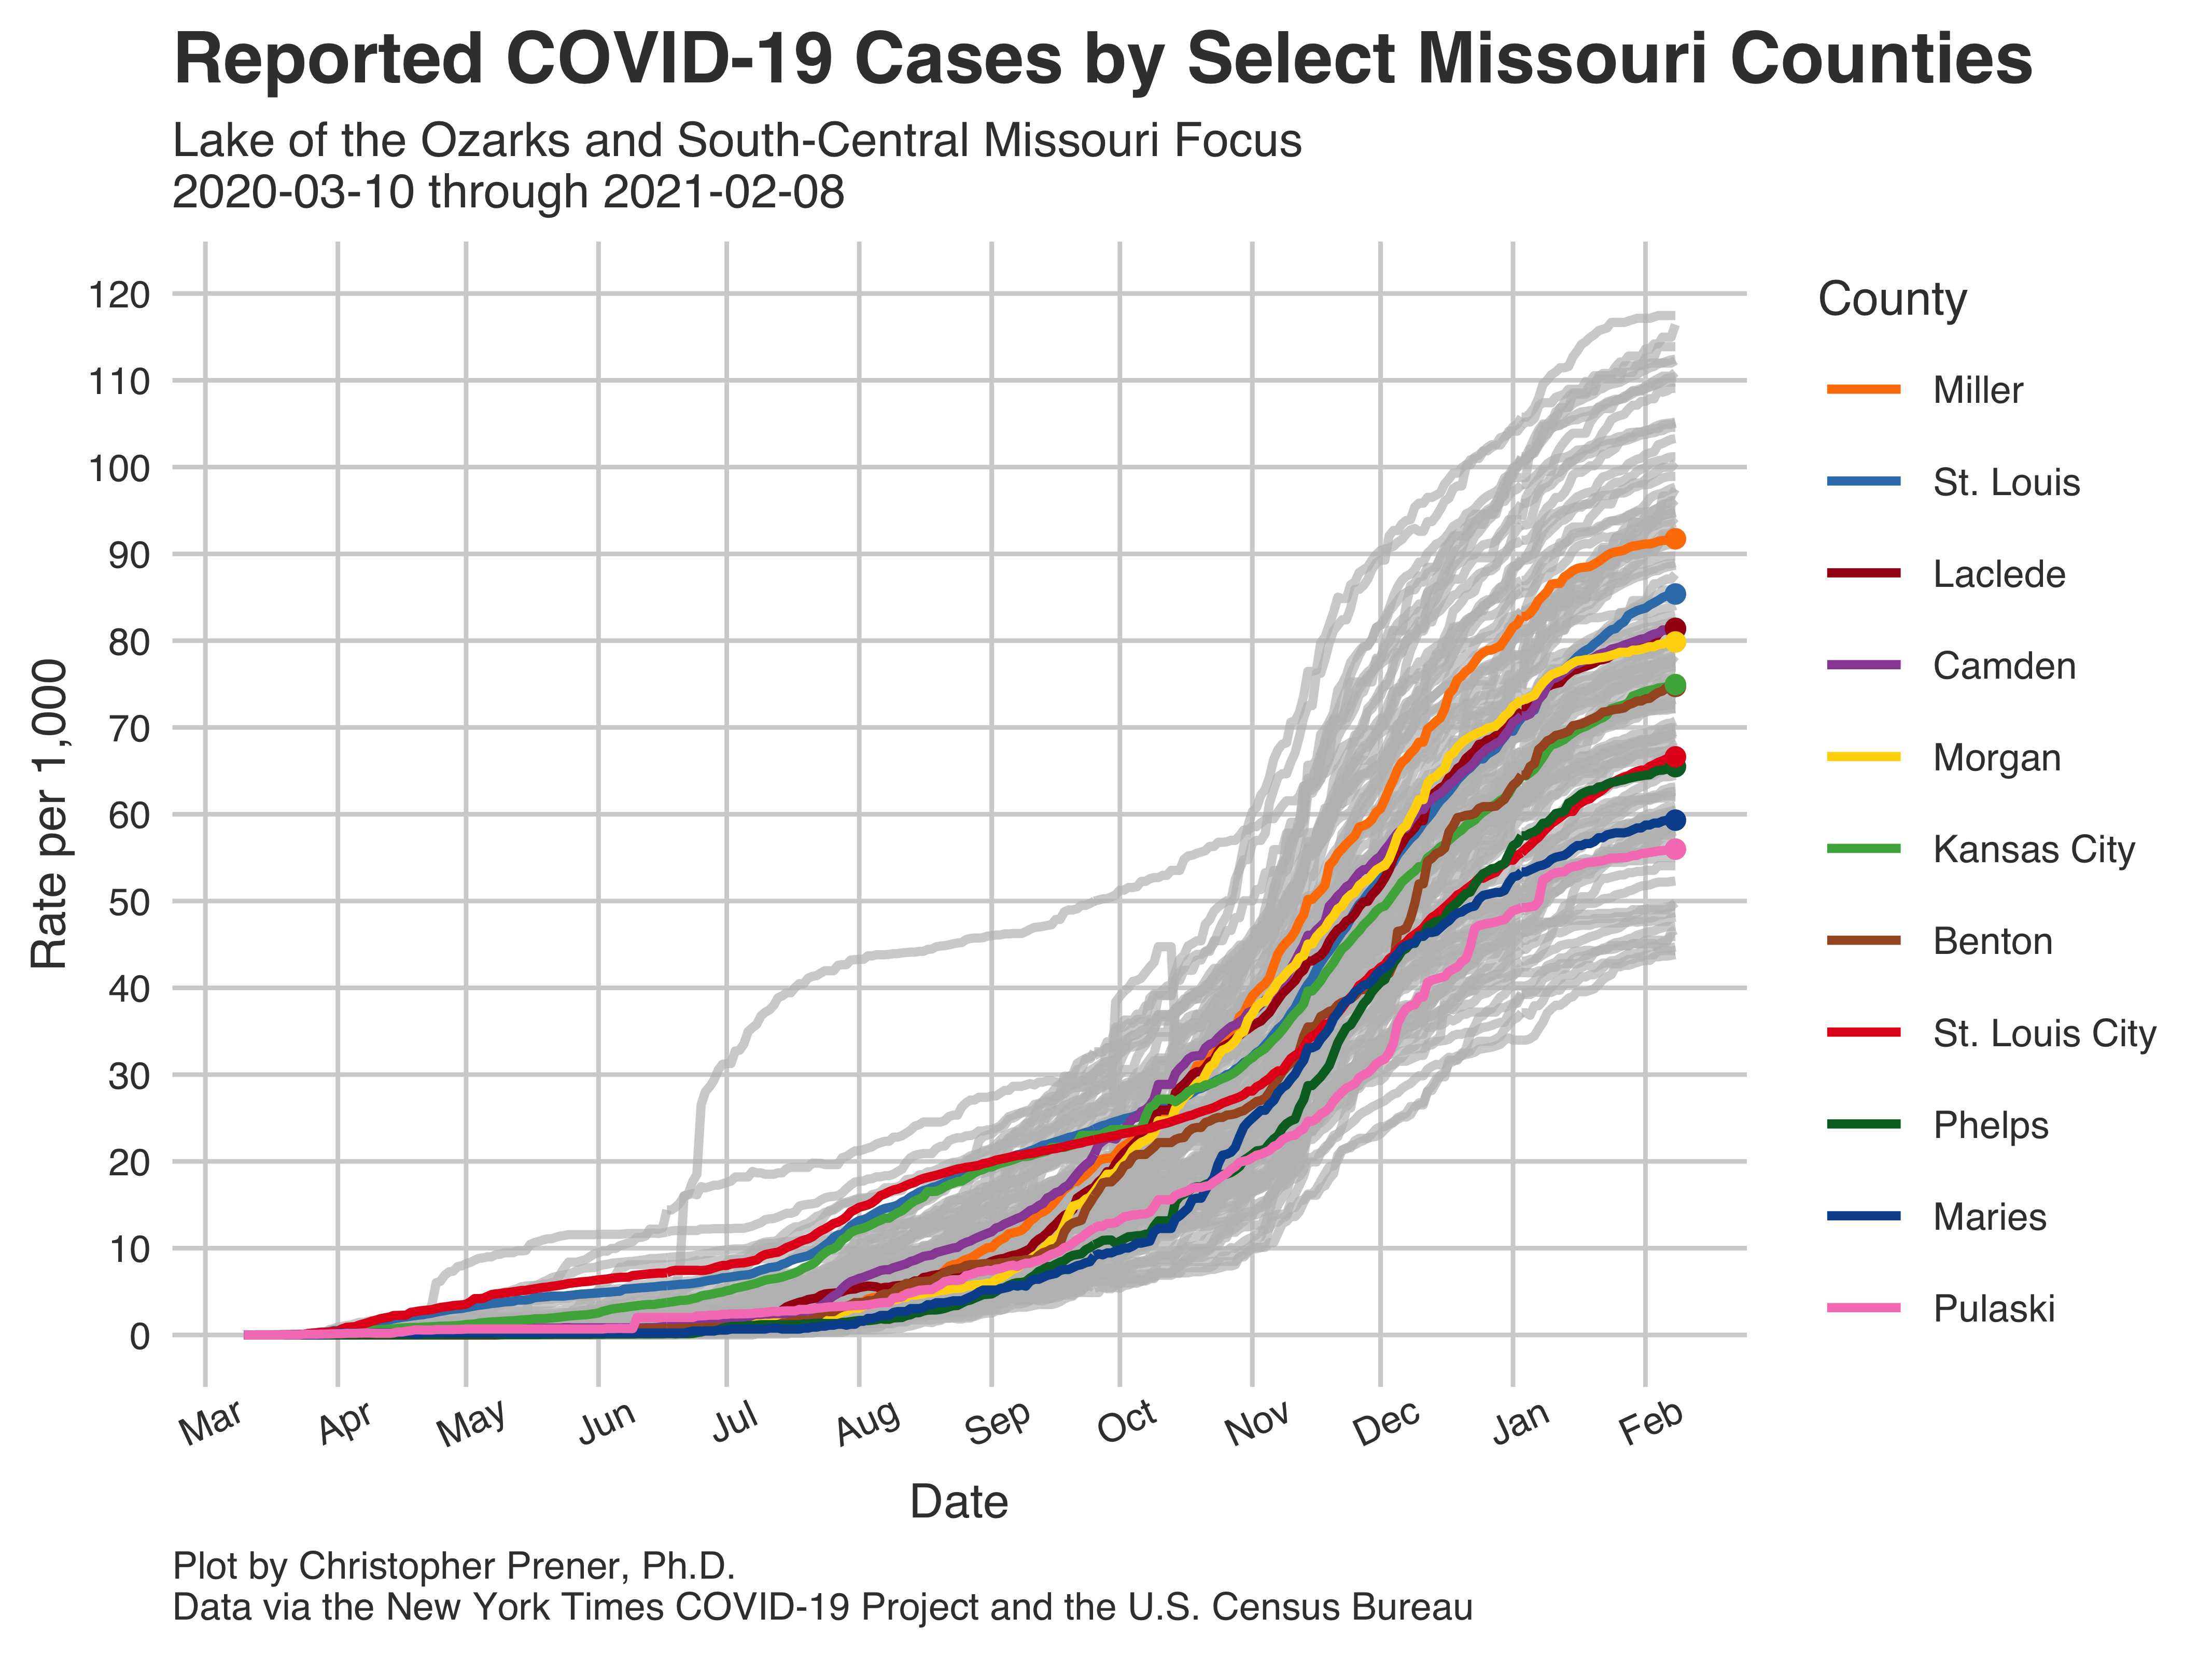 Reported COVID-19 Cases by Select Missouri Counties
Lake of the Ozarks and South-Central Missouri Focus
2020-03-10 through 2021-02-08
120
110
100
90
80
70
60
50
40
30
20
10
0
Rate per 1,000
Mar
Apr
May
Jun
Jul
Aug
Sep
Oct
Nov
Dec
Jan
Feb
Date
County
Miller
St. Louis
Laclede
Camden
Morgan
Kansas City
Benton
St. Louis City
Phelps
Maries
Pulaski
Plot by Christopher Prener, Ph.D.
Data via the New York Times COVID-19 Project and the U.S. Census Bureau